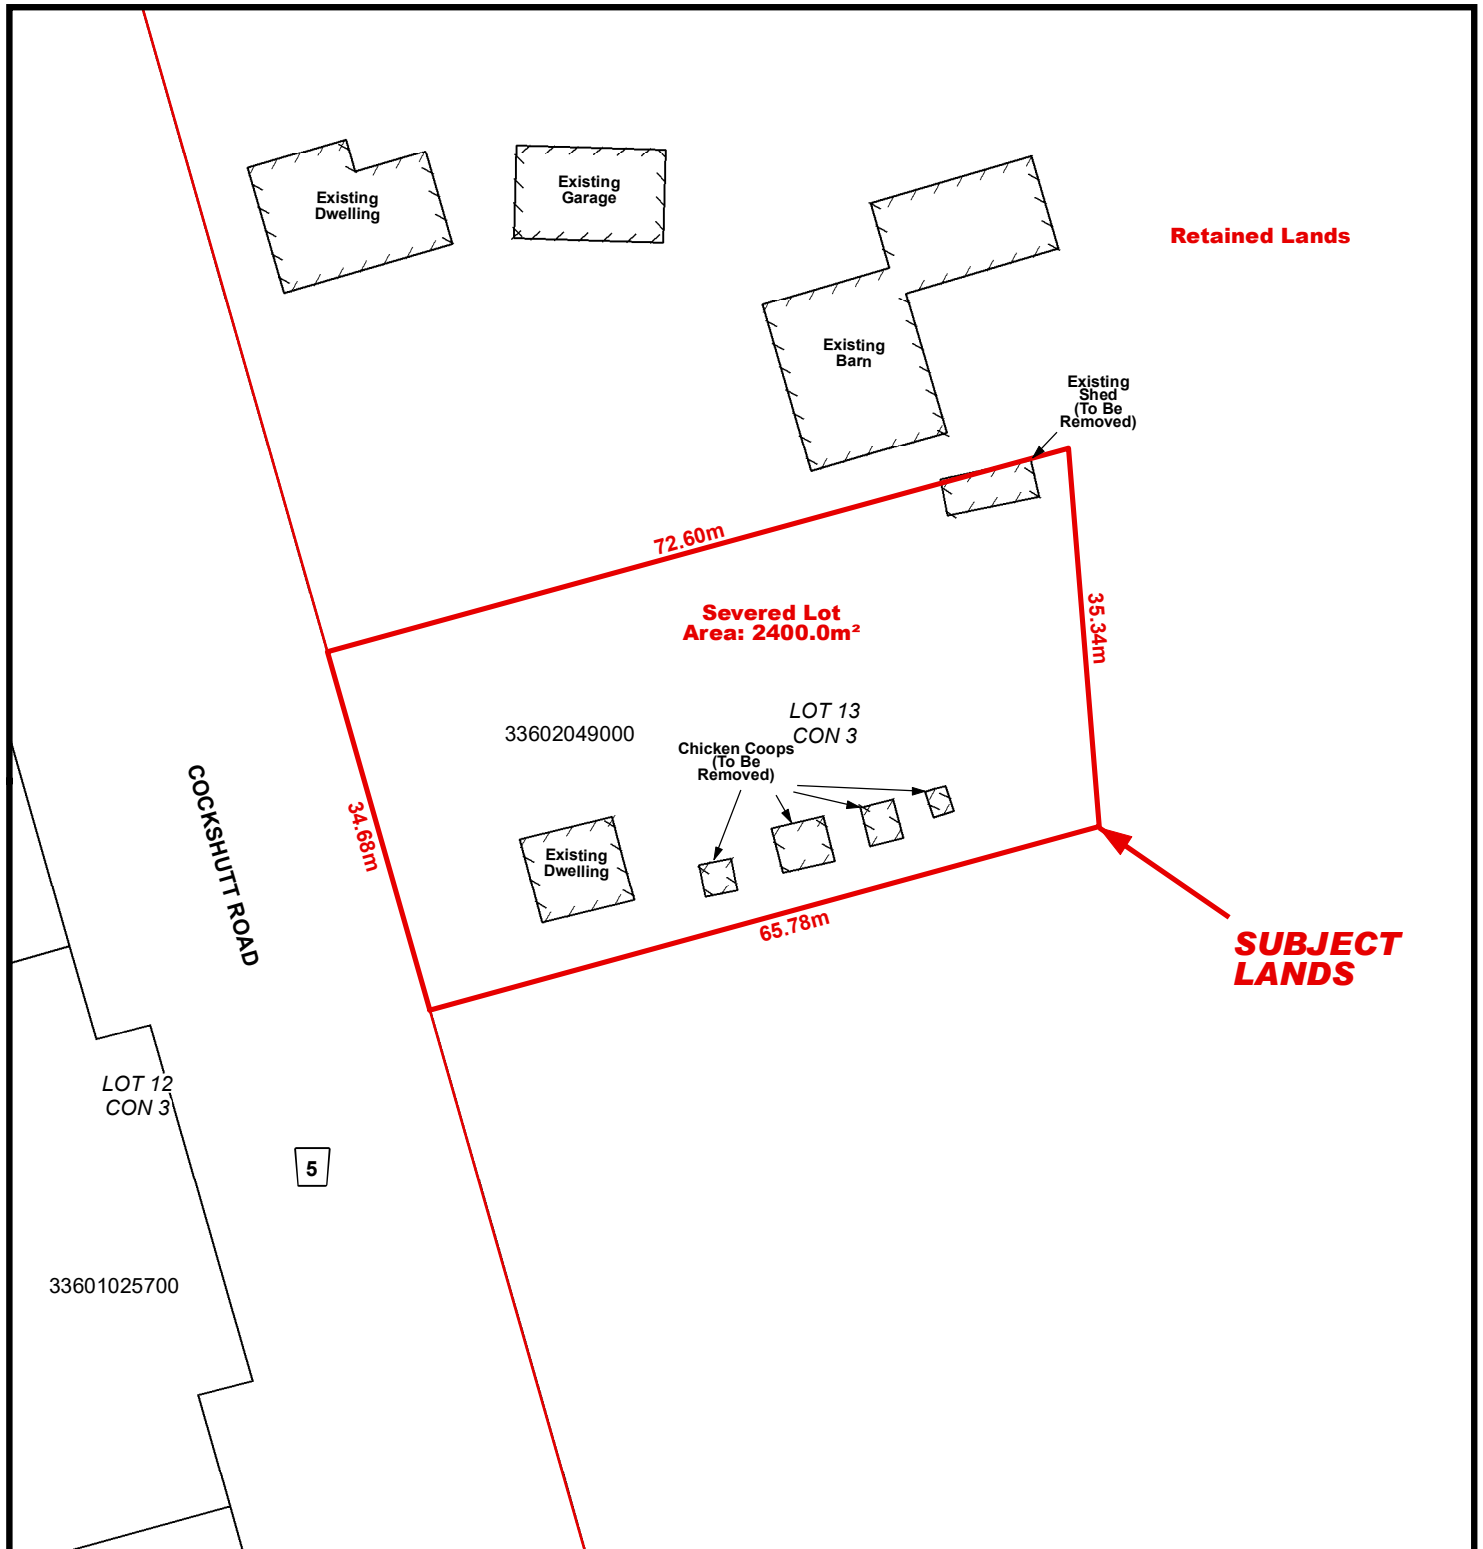 Existing
Dwelling
Existing
Garage
Retained Lands
Existing
Barn
Existing
Shed
(To Be
Removed)
72.60m
Severed Lot
Area: 2400.0m²
35.34m
LOT 13
CON 3
33602049000
Chicken Coops
(To Be
Removed)
COCKSHUTT ROAD
34.68m
Existing
Dwelling
65.78m
SUBJECT
LANDS
LOT 12
CON 3
5
33601025700